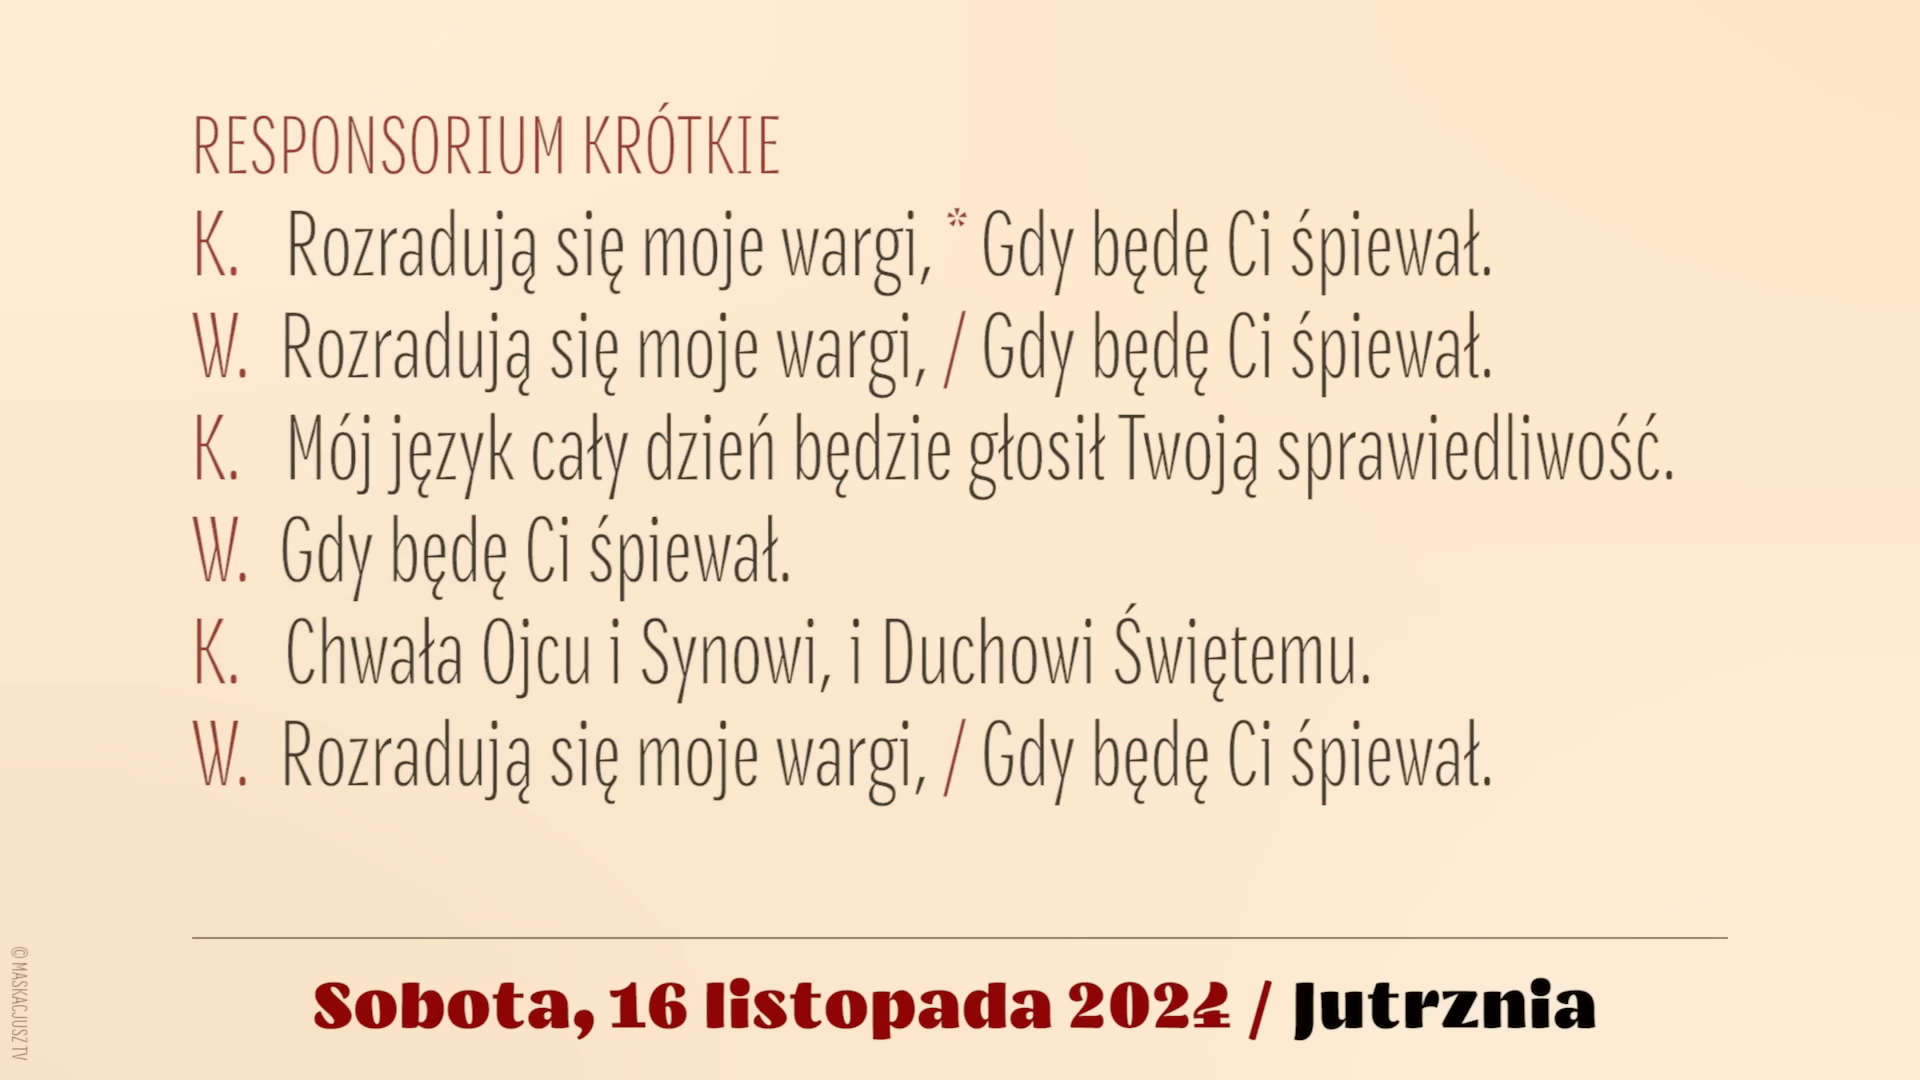 RESPONSORIUM KRÓTKIE
K. Rozradują się moje wargi, * Gdy będę Ci śpiewał.
W. Rozradują się moje wargi, / Gdy będę Ci śpiewał.
K. Mój język cały dzień będzie głosił Twoją sprawiedliwość.
W. Gdy będę Ci śpiewał.
K. Chwała Ojcu i Synowi, i Duchowi Świętemu.
W. Rozradują się moje wargi, / Gdy będę Ci śpiewał.
Sobota, 16 listopada 2024 / Jutrznia
© MASKACJUSZ TV